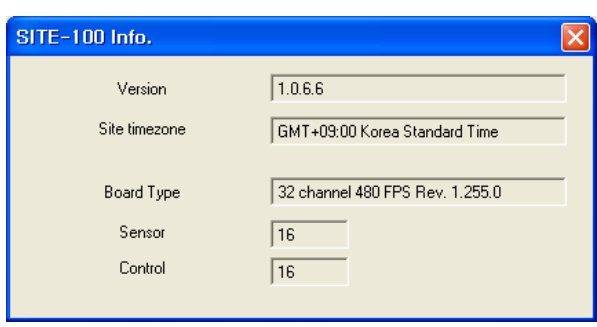 SITE-100 Info.
Version 1.0.6.6
Site timezone GMT+09:00 Korea Standard Time
Board Type 32 channel 480 FPS Rev. 1.255.0
Sensor 16
Control 16